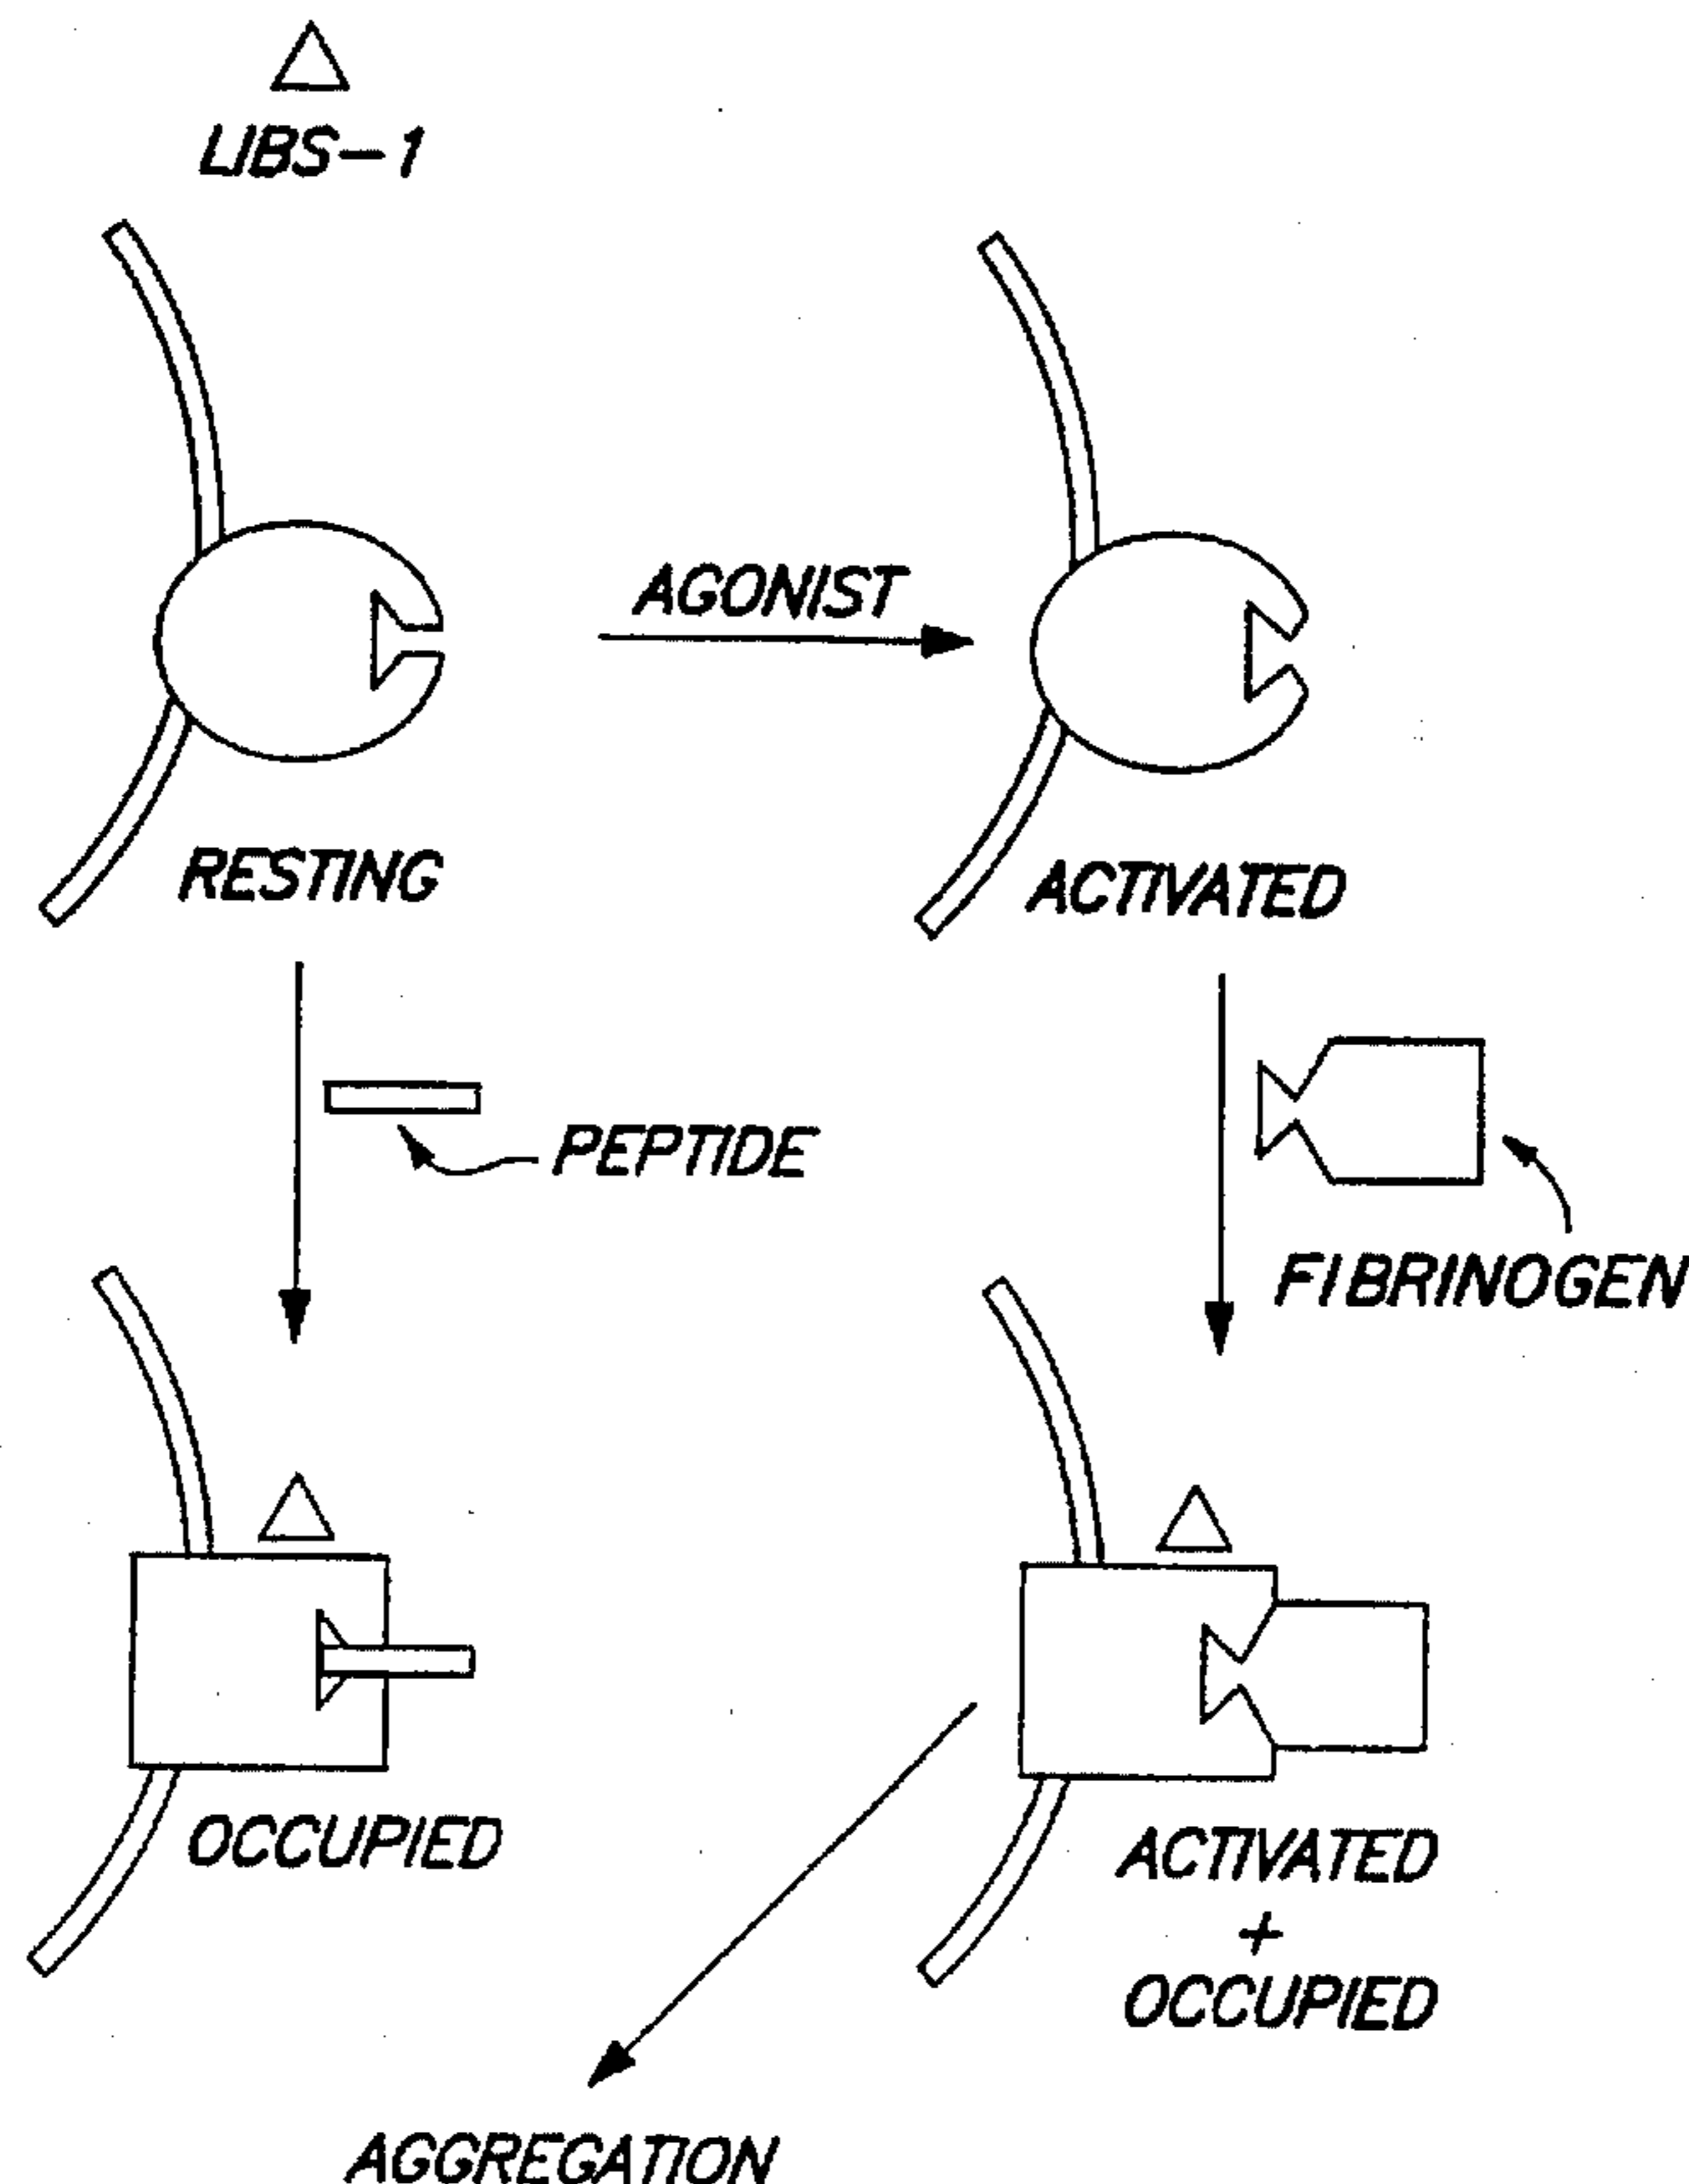 LIBS-1
AGONIST
RESTING
ACTIVATED
PEPTIDE
FIBRINOGEN
OCCUPIED
ACTIVATED
+
OCCUPIED
AGGREGATION